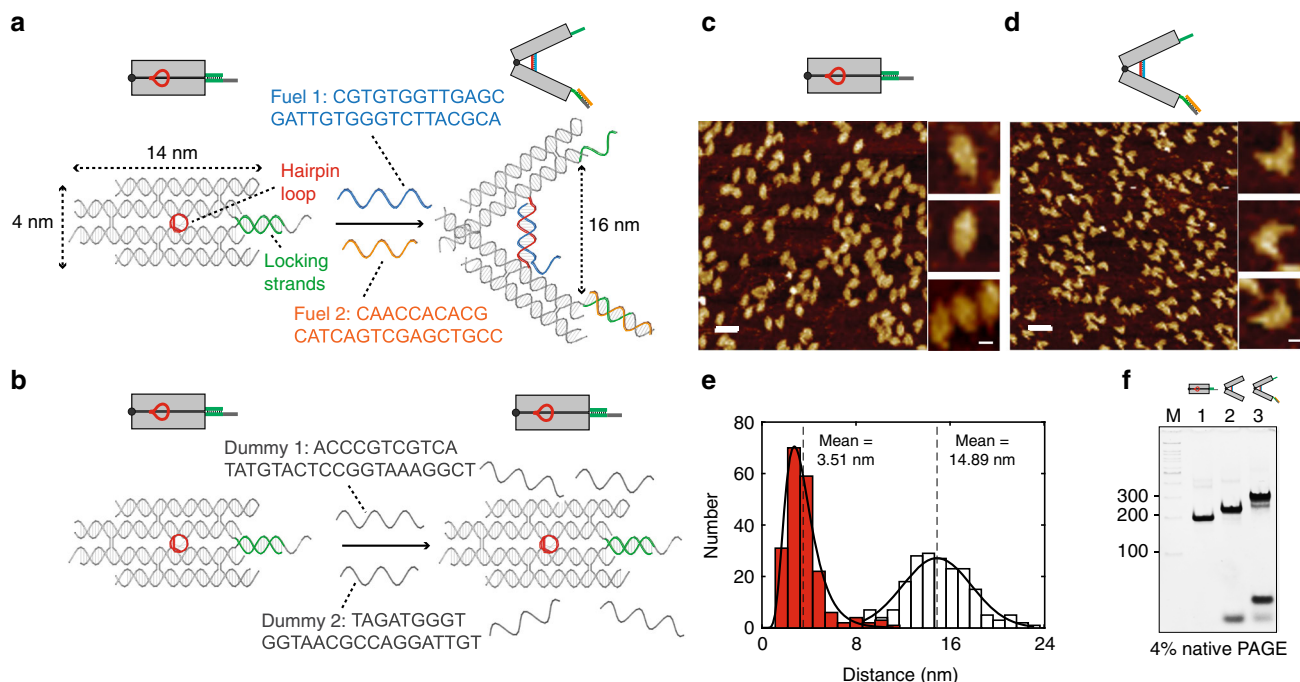 a
Fuel 1: CGTGTGGTTGAGC
GATTGTGGGTCTTACGCA
14 nm
Hairpin
loop
4 nm
16 nm
Locking
strands
Fuel 2: CAACCACACG
CATCAGTCGAGCTGCC
b
Dummy 1: ACCCGTCGTCA
TATGTACTCCGGTAAAGGCT
Dummy 2: TAGATGGGT
GGTAACGCCAGGATTGT
c
d
e
80
60
40
20
0
Number
Mean =
3.51 nm
Mean =
14.89 nm
0 8 16 24
Distance (nm)
f
M 1 2 3
300
200
100
4% native PAGE